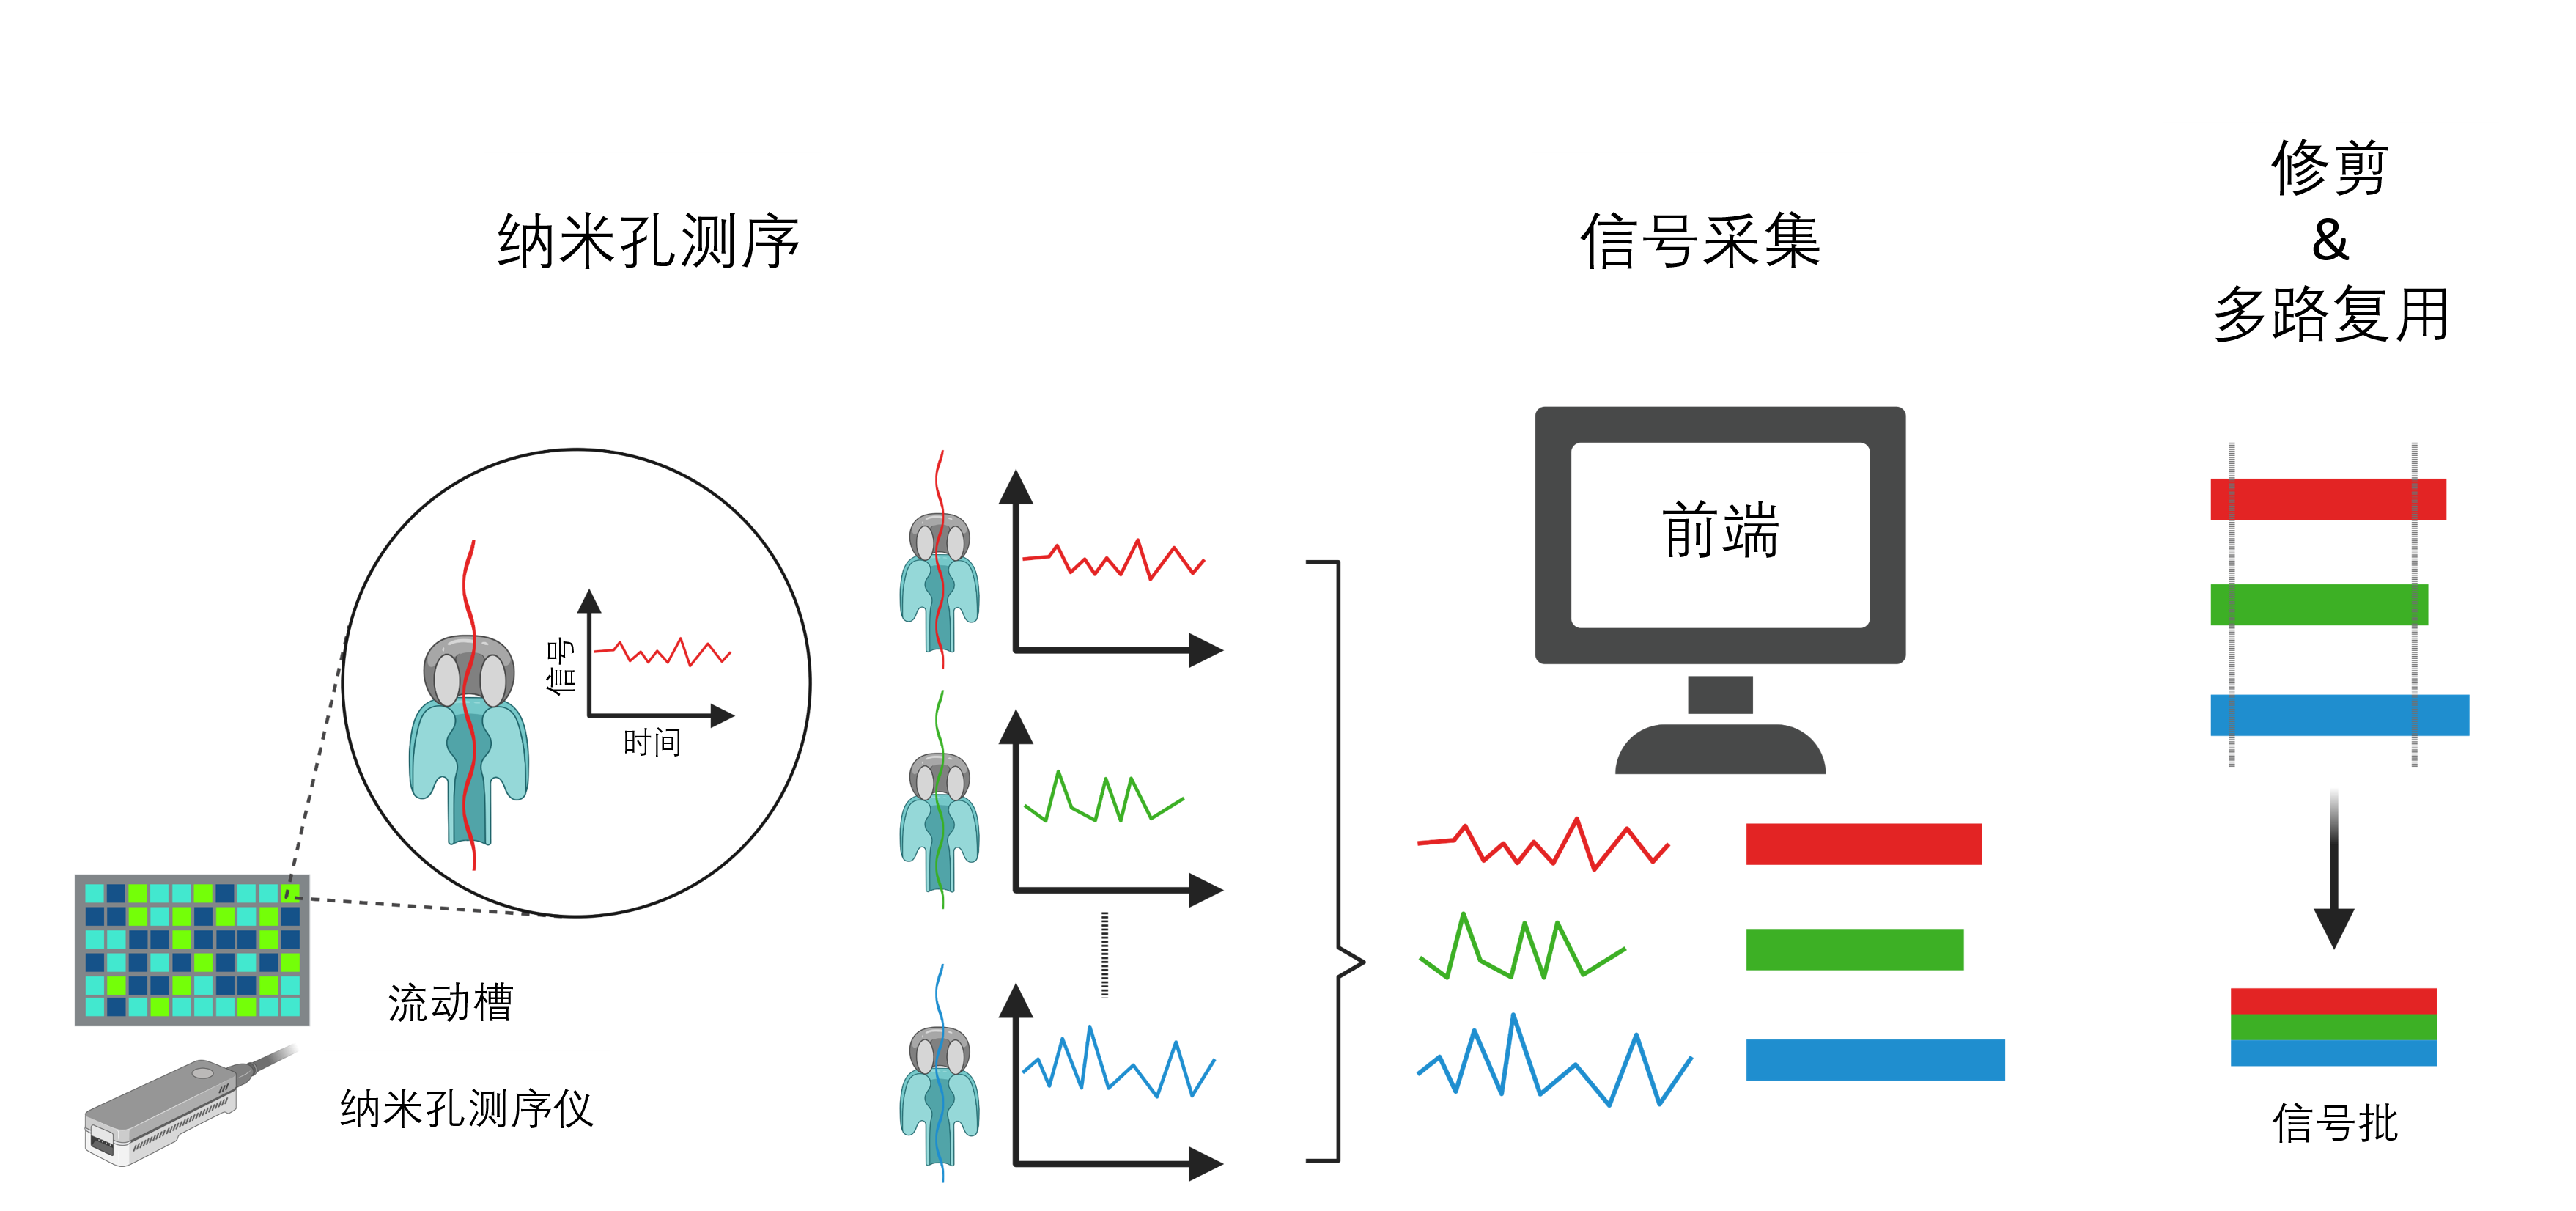 纳米孔测序
信号
时间
流动槽
纳米孔测序仪
信号采集
前端
修剪
&
多路复用
信号批